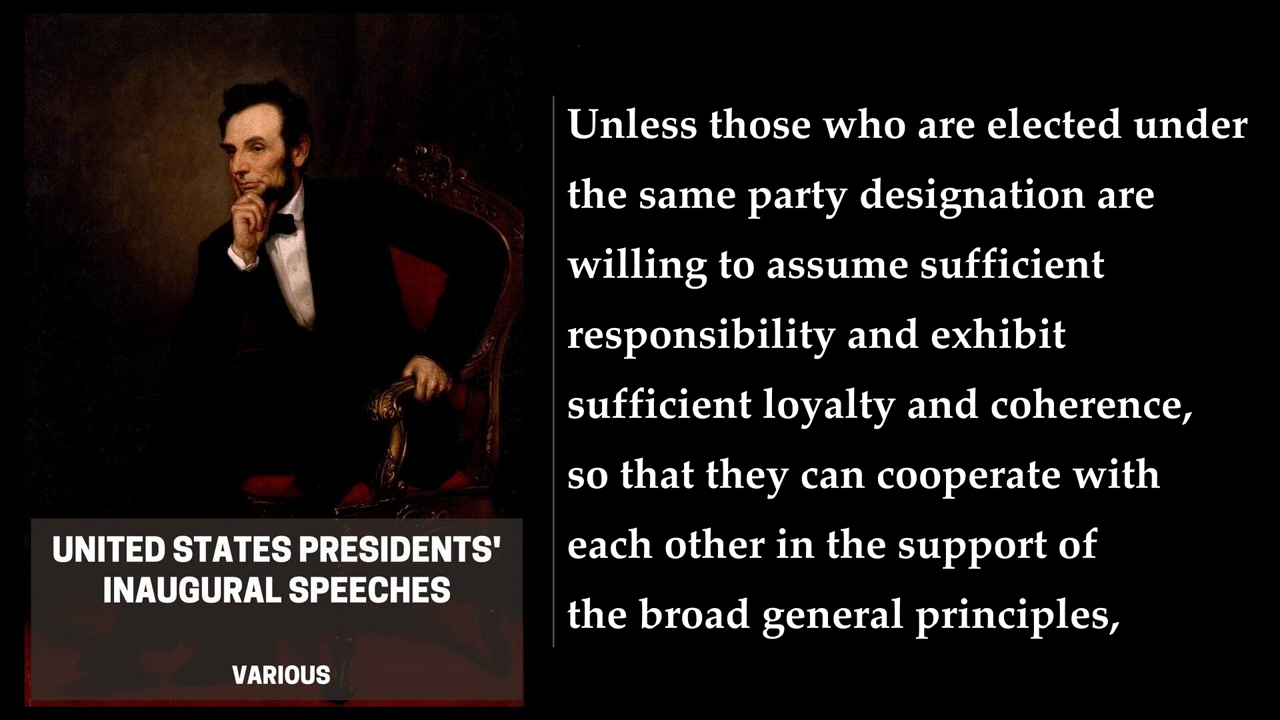 UNITED STATES PRESIDENTS'
INAUGURAL SPEECHES
VARIOUS
Unless those who are elected under
the same party designation are
willing to assume sufficient
responsibility and exhibit
sufficient loyalty and coherence,
so that they can cooperate with
each other in the support of
the broad general principles,